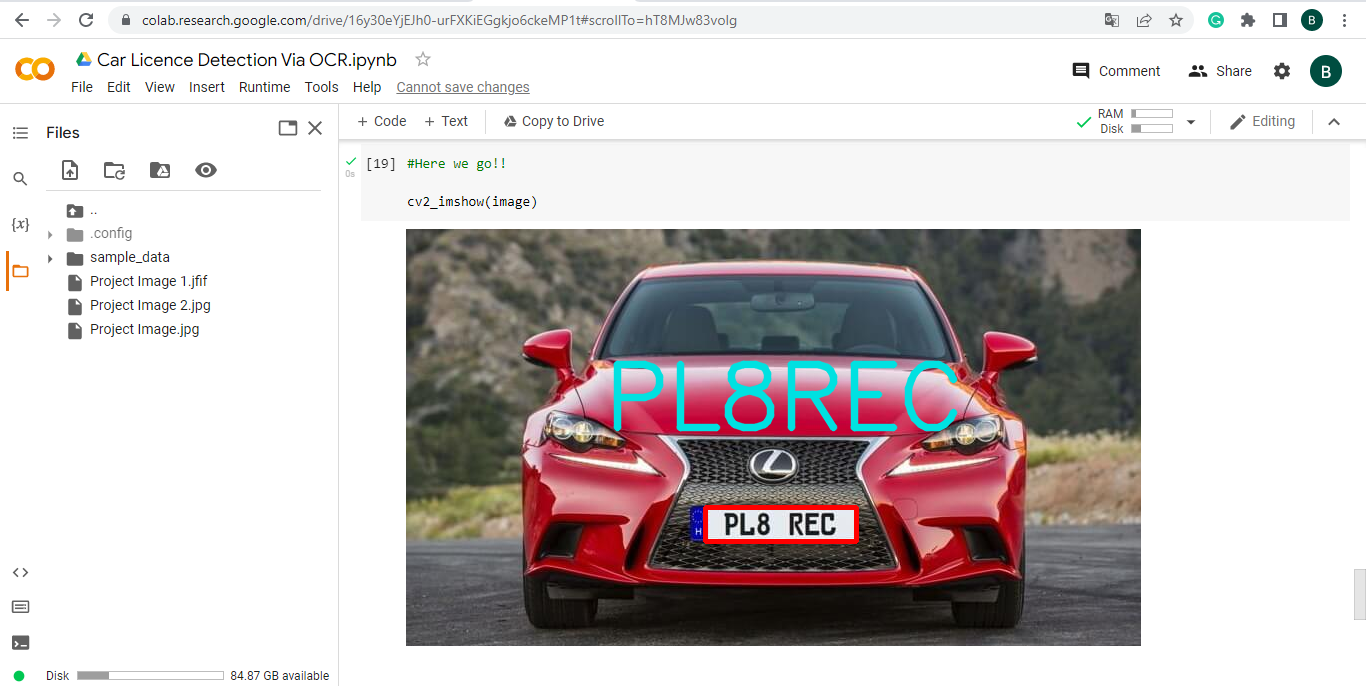 colab.research.google.com/drive/16y30eYjEJh0-urFXKiEGgkjo6ckeMP1t#scrollTo=hT8MJw83volg
G
B
CO
Car Licence Detection Via OCR.ipynb
File Edit View Insert Runtime Tools Help Cannot save changes
Comment Share B
Files
+ Code + Text Copy to Drive
RAM
Disk
Editing
..
.config
sample_data
Project Image 1.jfif
Project Image 2.jpg
Project Image.jpg
{x}
0s
[19] #Here we go!!
cv2_imshow(image)
PL8REC
H
PL8 REC
Disk 84.87 GB available